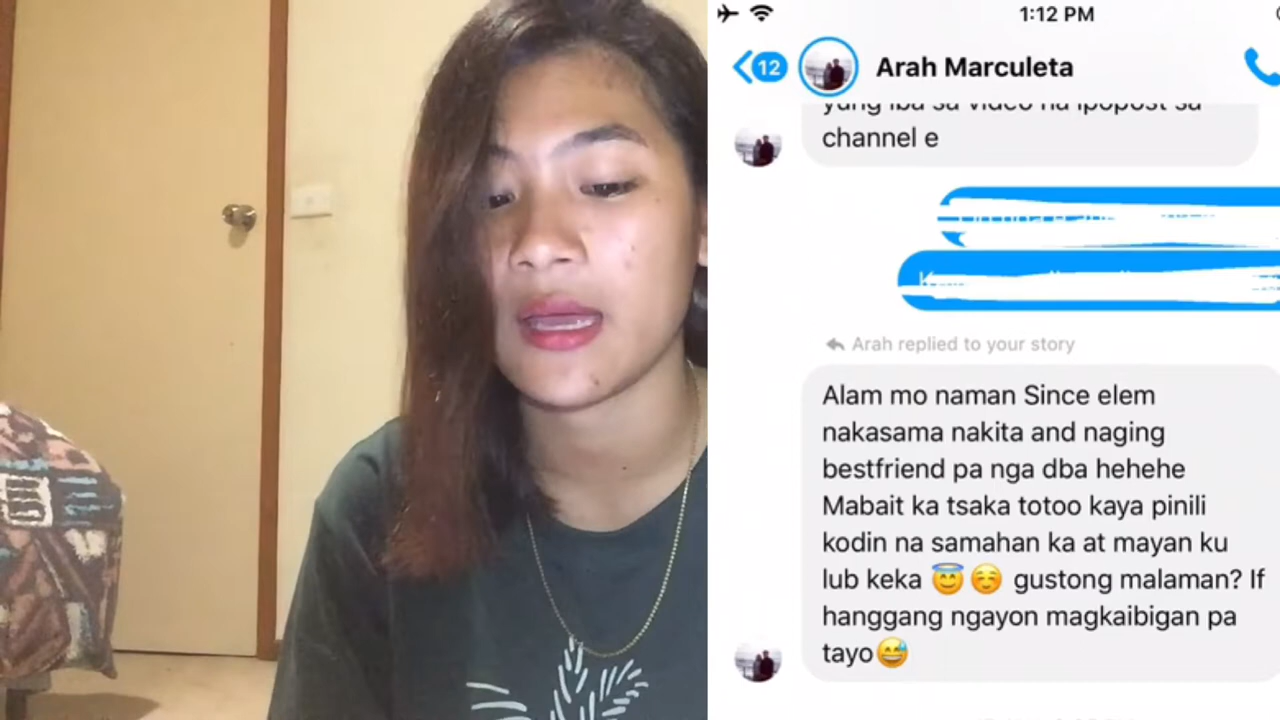 1:12 PM
12
Arah Marculeta
yung iba sa video na ipopost sa
channel e
Arah replied to your story
Alam mo naman Since elem
nakasama nakita and naging
bestfriend pa nga dba hehehe
Mabait ka tsaka totoo kaya pinili
kodin na samahan ka at mayan ku
lub keka 😇☺️ gustong malaman? If
hanggang ngayon magkaibigan pa
tayo😅